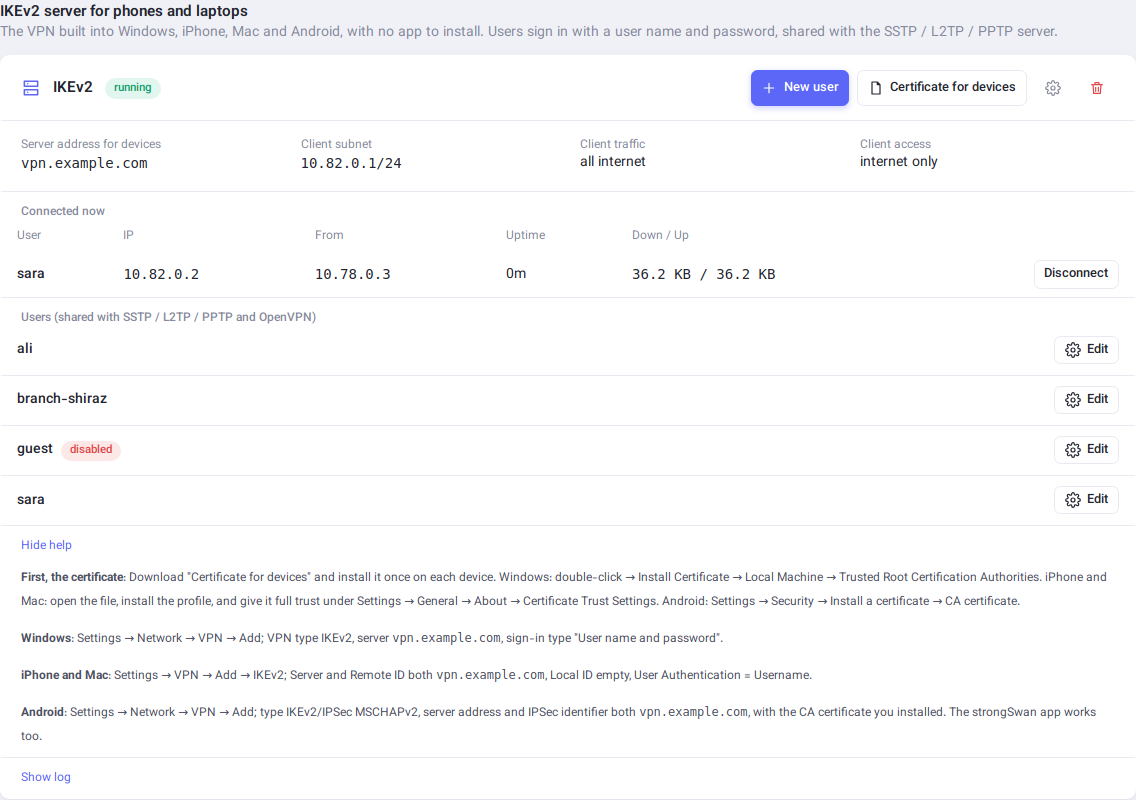 IKEv2 server for phones and laptops
The VPN built into Windows, iPhone, Mac and Android, with no app to install. Users sign in with a user name and password, shared with the SSTP / L2TP / PPTP server.
IKEv2 running + New user Certificate for devices
Server address for devices Client subnet Client traffic Client access
vpn.example.com 10.82.0.1/24 all internet internet only
Connected now
User IP From Uptime Down / Up
sara 10.82.0.2 10.78.0.3 0m 36.2 KB / 36.2 KB Disconnect
Users (shared with SSTP / L2TP / PPTP and OpenVPN)
ali Edit
branch-shiraz Edit
guest disabled Edit
sara Edit
Hide help
First, the certificate: Download "Certificate for devices" and install it once on each device. Windows: double-click → Install Certificate → Local Machine → Trusted Root Certification Authorities. iPhone and
Mac: open the file, install the profile, and give it full trust under Settings → General → About → Certificate Trust Settings. Android: Settings → Security → Install a certificate → CA certificate.
Windows: Settings → Network → VPN → Add; VPN type IKEv2, server vpn.example.com, sign-in type "User name and password".
iPhone and Mac: Settings → VPN → Add → IKEv2; Server and Remote ID both vpn.example.com, Local ID empty, User Authentication = Username.
Android: Settings → Network → VPN → Add; type IKEv2/IPSec MSCHAPv2, server address and IPSec identifier both vpn.example.com, with the CA certificate you installed. The strongSwan app works
too.
Show log